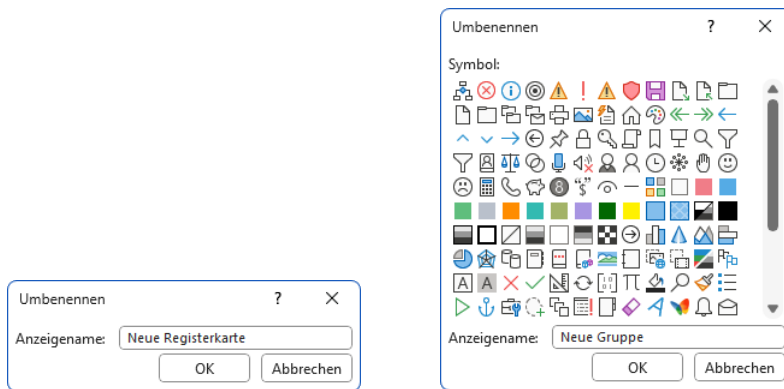 Umbenennen ?
Symbol:
Anzeigename: Neue Gruppe
OK Abbrechen
Umbenennen ?
Anzeigename: Neue Registerkarte
OK Abbrechen